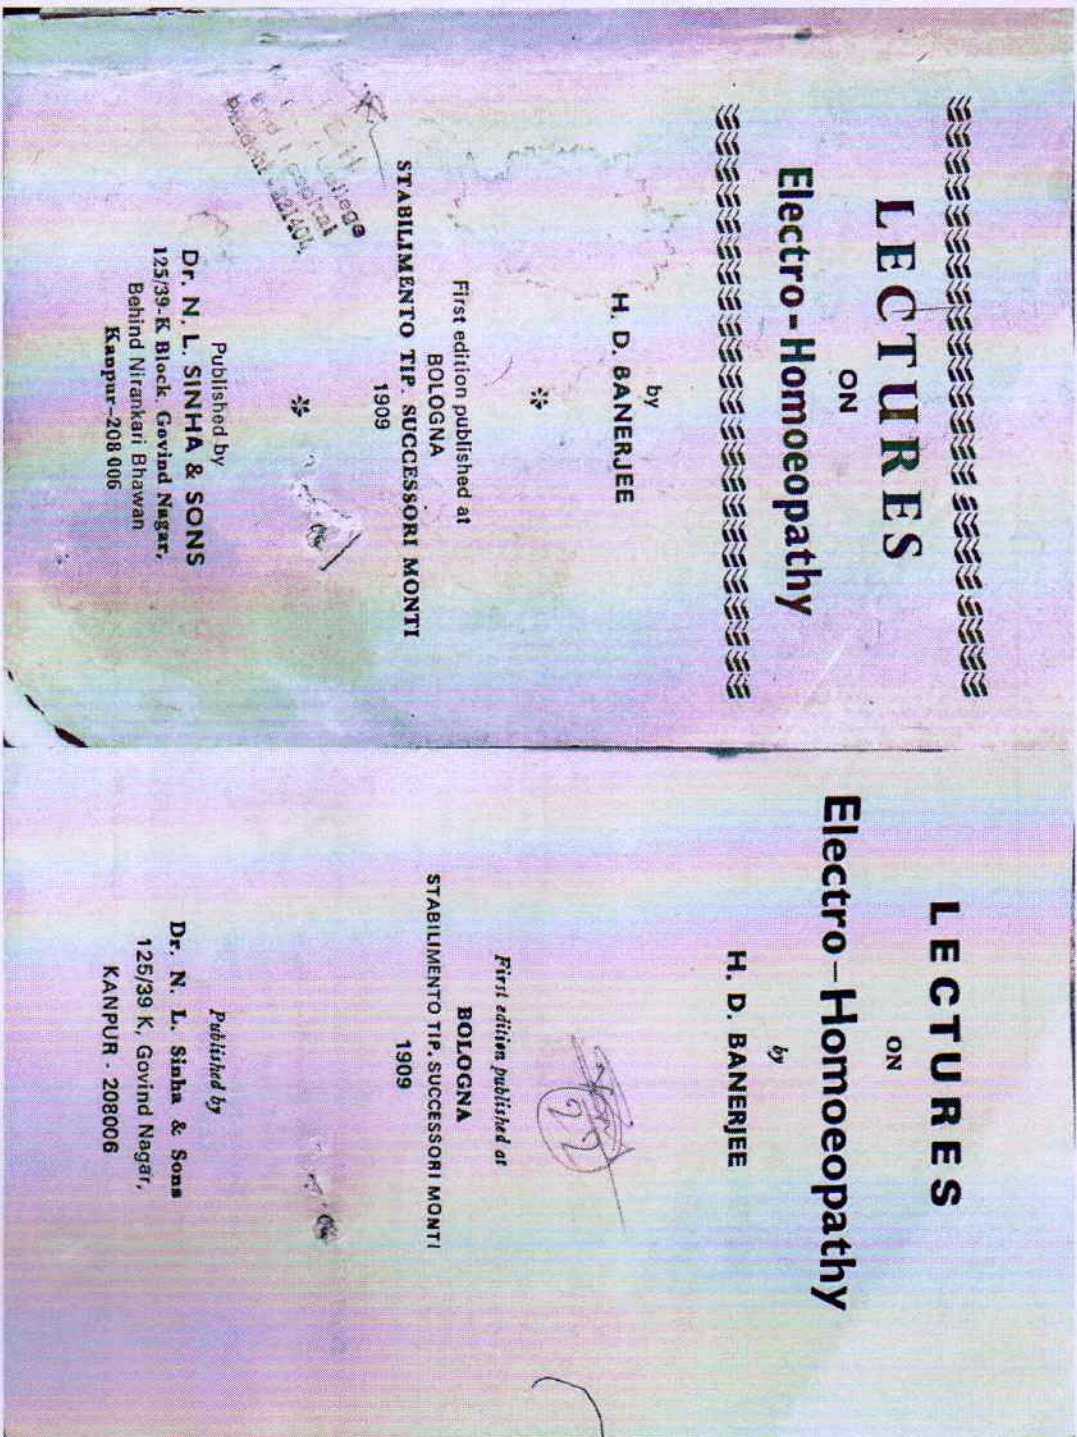 LECTURES
ON
Electro-Homoeopathy
by
H. D. BANERJEE
First edition published at
BOLOGNA
STABILIMENTO TIP. SUCCESSORI MONTI
1909
Published by
Dr. N. L. SINHA & SONS
125/39-K Block Govind Nagar,
Behind Nirankari Bhawan
Kanpur-208 006
LECTURES
ON
Electro-Homoeopathy
by
H. D. BANERJEE
First edition published at
BOLOGNA
STABILIMENTO TIP. SUCCESSORI MONTI
1909
Published by
Dr. N. L. Sinha & Sons
125/39 K, Govind Nagar,
KANPUR - 208006